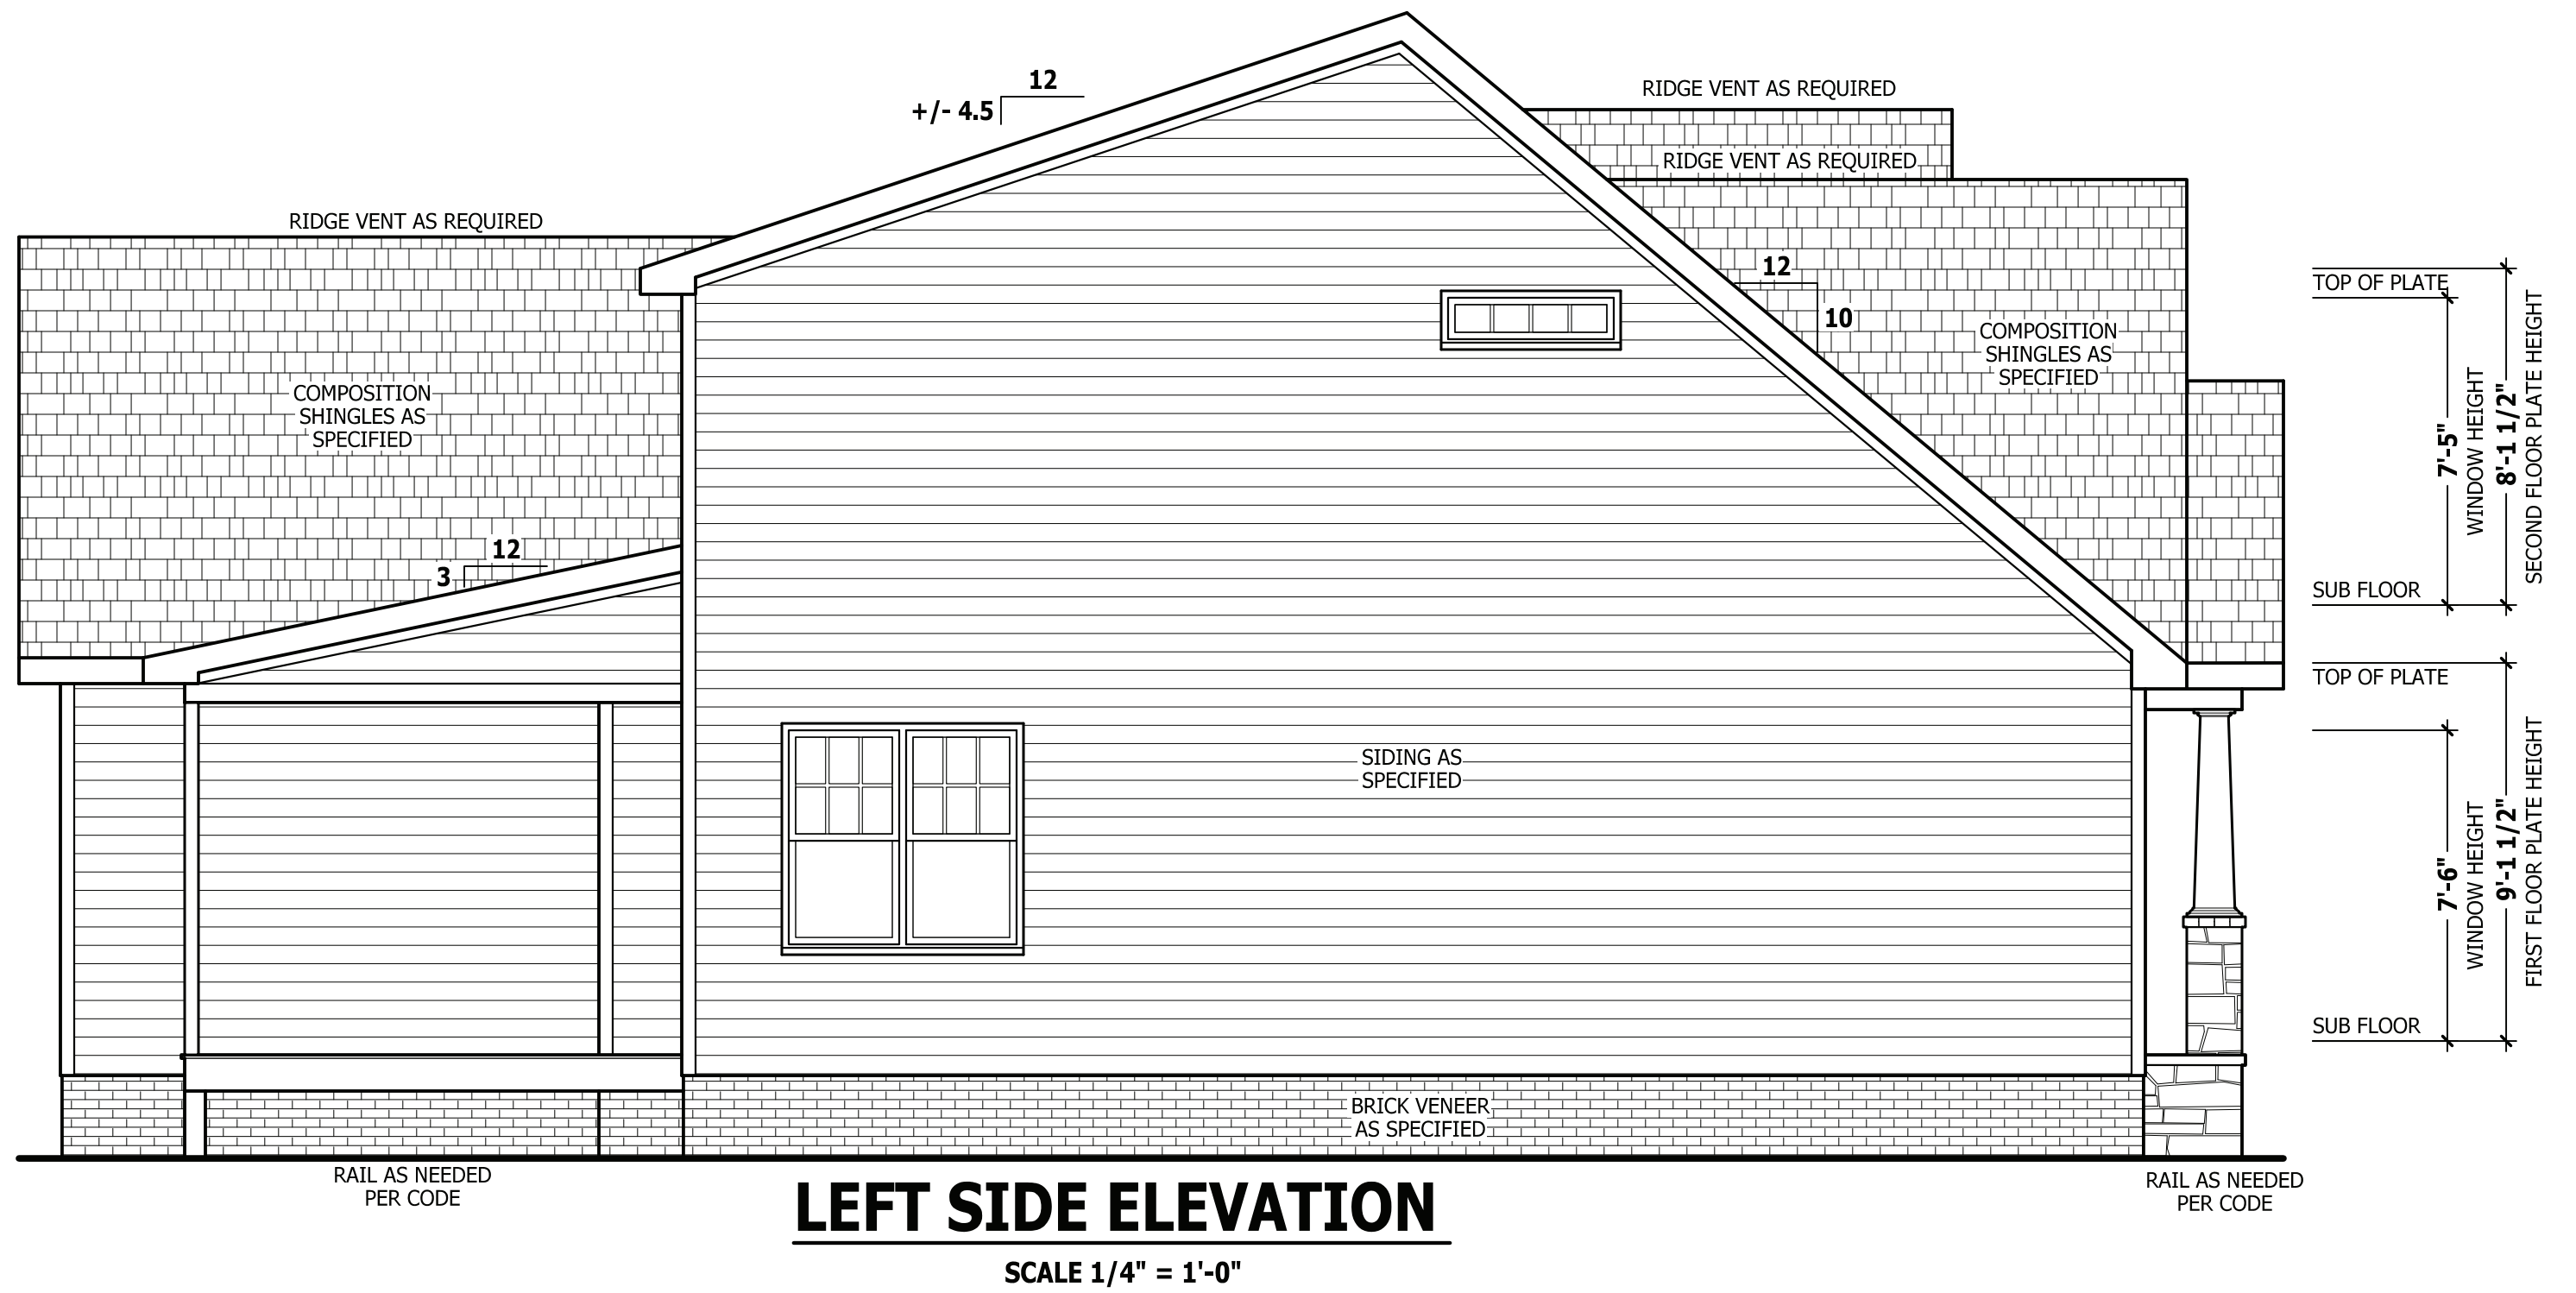 12
+/- 4.5
RIDGE VENT AS REQUIRED
RIDGE VENT AS REQUIRED
RIDGE VENT AS REQUIRED
12
10
COMPOSITION
SHINGLES AS
SPECIFIED
COMPOSITION
SHINGLES AS
SPECIFIED
12
3
TOP OF PLATE
7'-5"
WINDOW HEIGHT
8'-1 1/2"
SECOND FLOOR PLATE HEIGHT
SUB FLOOR
TOP OF PLATE
SIDING AS
SPECIFIED
7'-6"
WINDOW HEIGHT
9'-1 1/2"
FIRST FLOOR PLATE HEIGHT
SUB FLOOR
BRICK VENEER
AS SPECIFIED
RAIL AS NEEDED
PER CODE
RAIL AS NEEDED
PER CODE
LEFT SIDE ELEVATION
SCALE 1/4" = 1'-0"